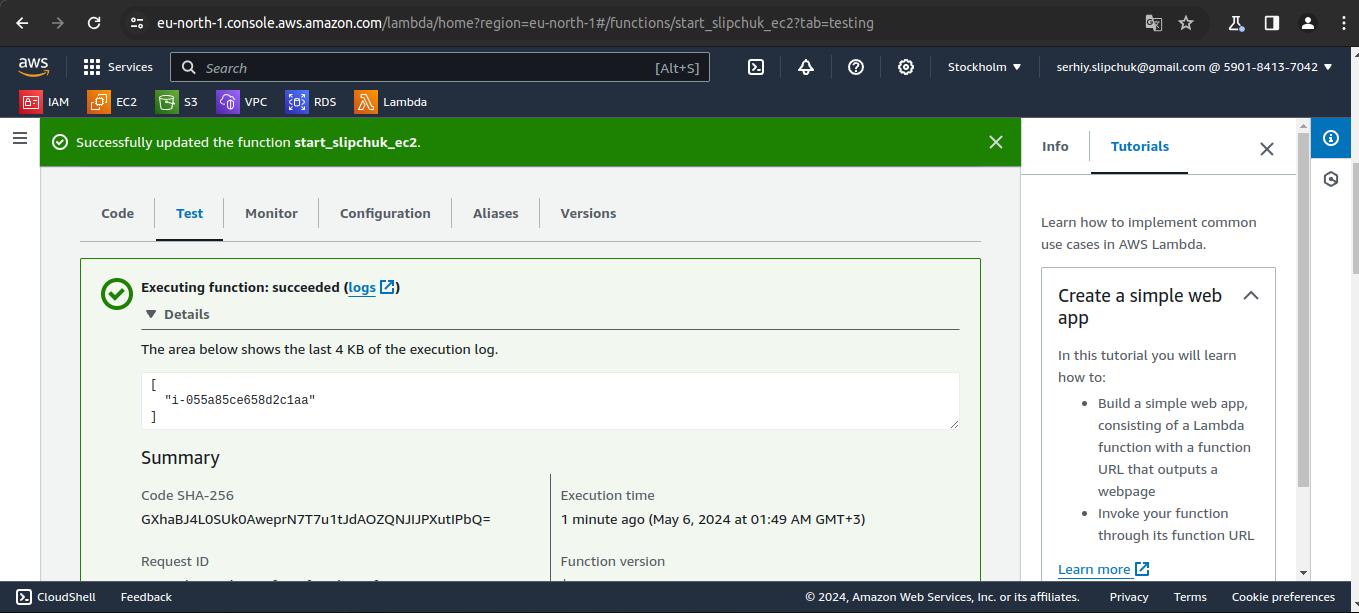 eu-north-1.console.aws.amazon.com/lambda/home?region=eu-north-1#/functions/start_slipchuk_ec2?tab=testing
aws
Services
Search
[Alt+S]
Stockholm
serhiy.slipchuk@gmail.com @ 5901-8413-7042
IAM
EC2
S3
VPC
RDS
Lambda
Successfully updated the function start_slipchuk_ec2.
Code
Test
Monitor
Configuration
Aliases
Versions
Executing function: succeeded (logs)
Details
The area below shows the last 4 KB of the execution log.
[
"i-055a85ce658d2c1aa"
]
Summary
Code SHA-256
GXhaBJ4L0SUk0AweprN7T7u1tJdAOZQNJIJPXutIPbQ=
Execution time
1 minute ago (May 6, 2024 at 01:49 AM GMT+3)
Request ID
Function version
Info
Tutorials
Learn how to implement common
use cases in AWS Lambda.
Create a simple web
app
In this tutorial you will learn
how to:
• Build a simple web app,
consisting of a Lambda
function with a function
URL that outputs a
webpage
• Invoke your function
through its function URL
Learn more
CloudShell
Feedback
© 2024, Amazon Web Services, Inc. or its affiliates.
Privacy
Terms
Cookie preferences